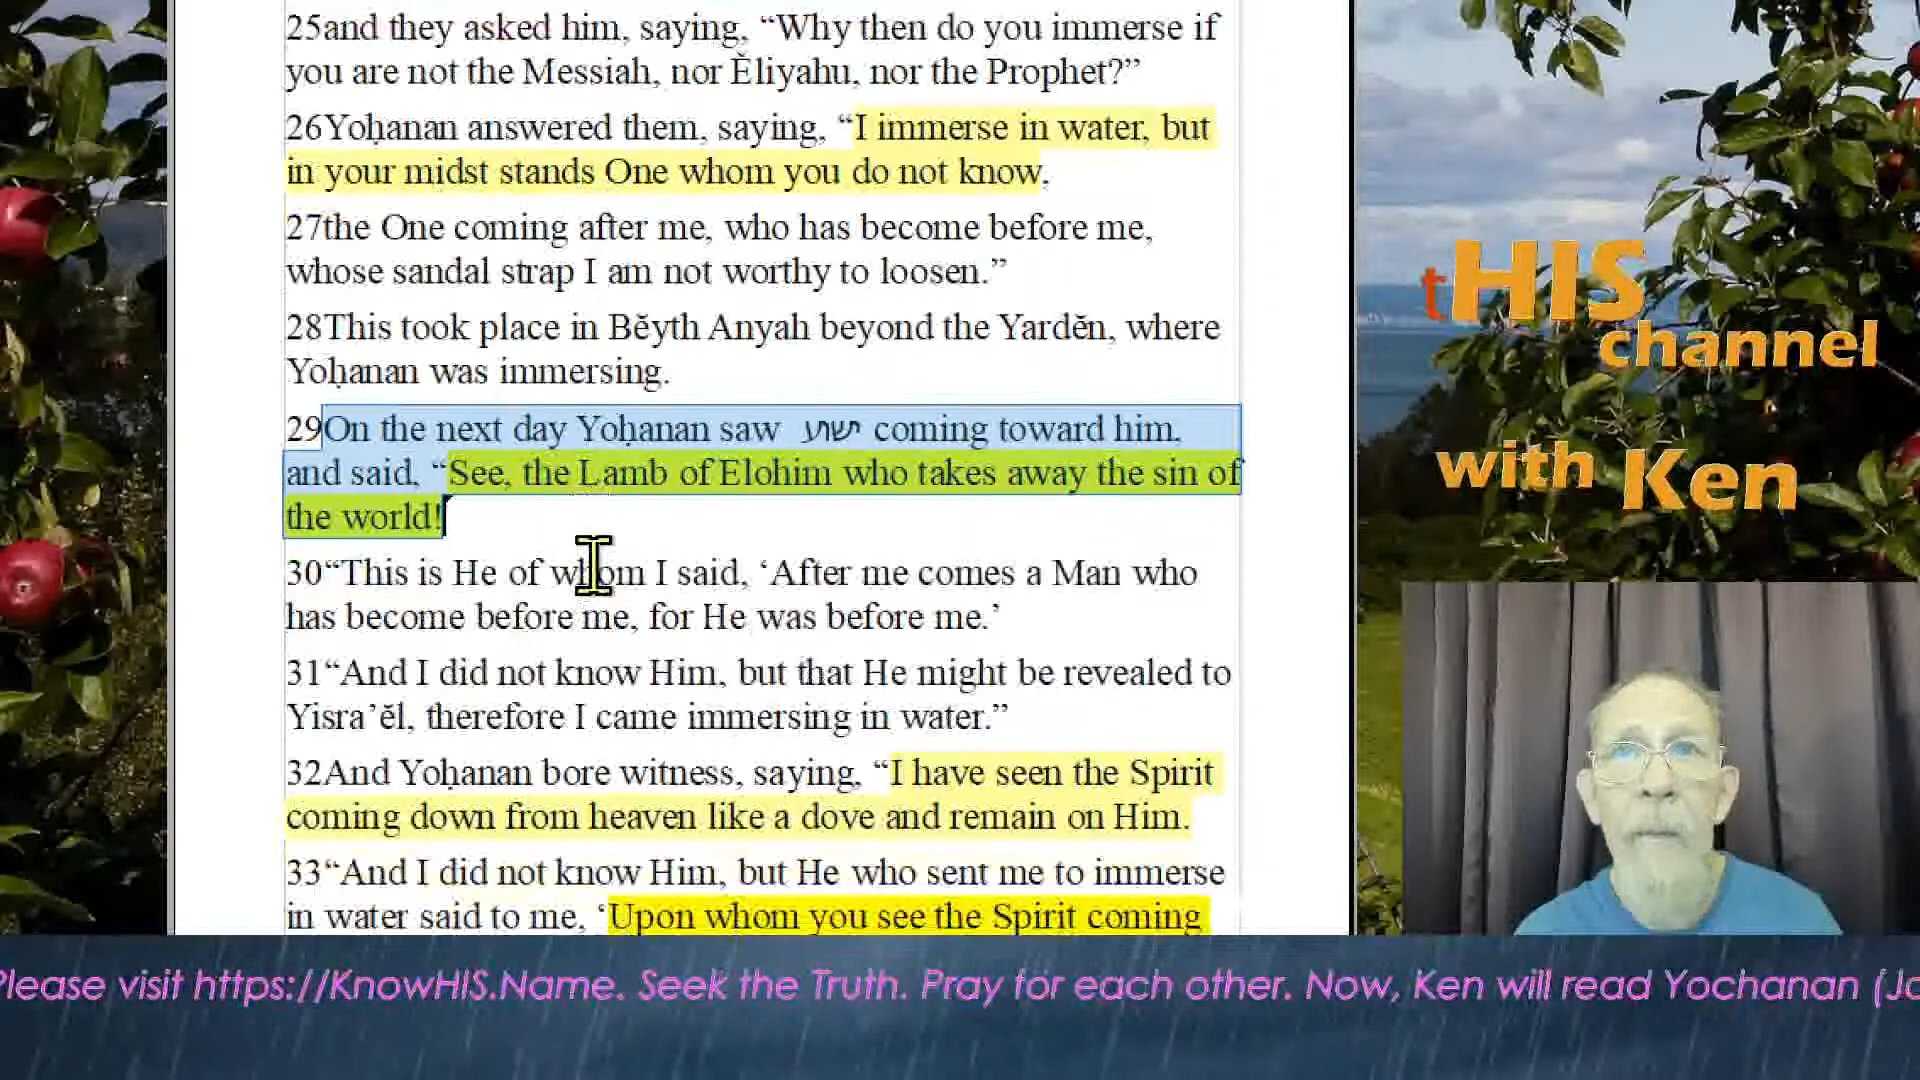 25and they asked him, saying, “Why then do you immerse if
you are not the Messiah, nor Ěliyahu, nor the Prophet?”
26Yoḥanan answered them, saying, “I immerse in water, but
in your midst stands One whom you do not know.
27the One coming after me, who has become before me,
whose sandal strap I am not worthy to loosen.”
28This took place in Bĕyth Anyah beyond the Yardĕn, where
Yoḥanan was immersing.
29On the next day Yoḥanan saw coming toward him,
and said, “See, the Lamb of Elohim who takes away the sin of
the world!
30“This is He of whom I said, ‘After me comes a Man who
has become before me, for He was before me.’
31“And I did not know Him, but that He might be revealed to
Yisra’ĕl, therefore I came immersing in water.”
32And Yoḥanan bore witness, saying, “I have seen the Spirit
coming down from heaven like a dove and remain on Him.
33“And I did not know Him, but He who sent me to immerse
in water said to me, ‘Upon whom you see the Spirit coming
tHIS
channel
with Ken
Please visit https://KnowHIS.Name. Seek the Truth. Pray for each other. Now, Ken will read Yochanan (Jo